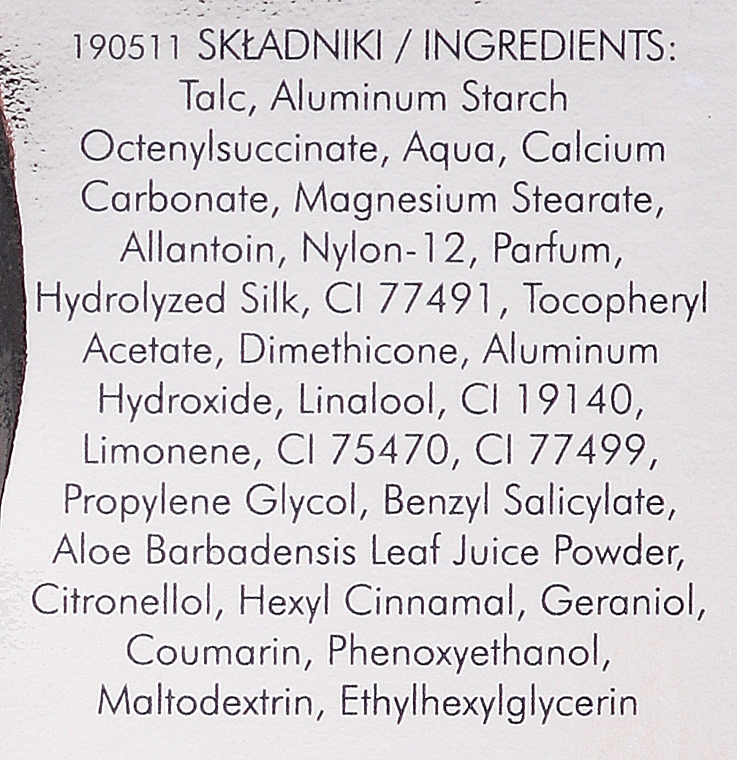 190511 SKŁADNIKI / INGREDIENTS:
Talc, Aluminum Starch
Octenylsuccinate, Aqua, Calcium
Carbonate, Magnesium Stearate,
Allantoin, Nylon-12, Parfum,
Hydrolyzed Silk, CI 77491, Tocopheryl
Acetate, Dimethicone, Aluminum
Hydroxide, Linalool, CI 19140,
Limonene, CI 75470, CI 77499,
Propylene Glycol, Benzyl Salicylate,
Aloe Barbadensis Leaf Juice Powder,
Citronellol, Hexyl Cinnamal, Geraniol,
Coumarin, Phenoxyethanol,
Maltodextrin, Ethylhexylglycerin